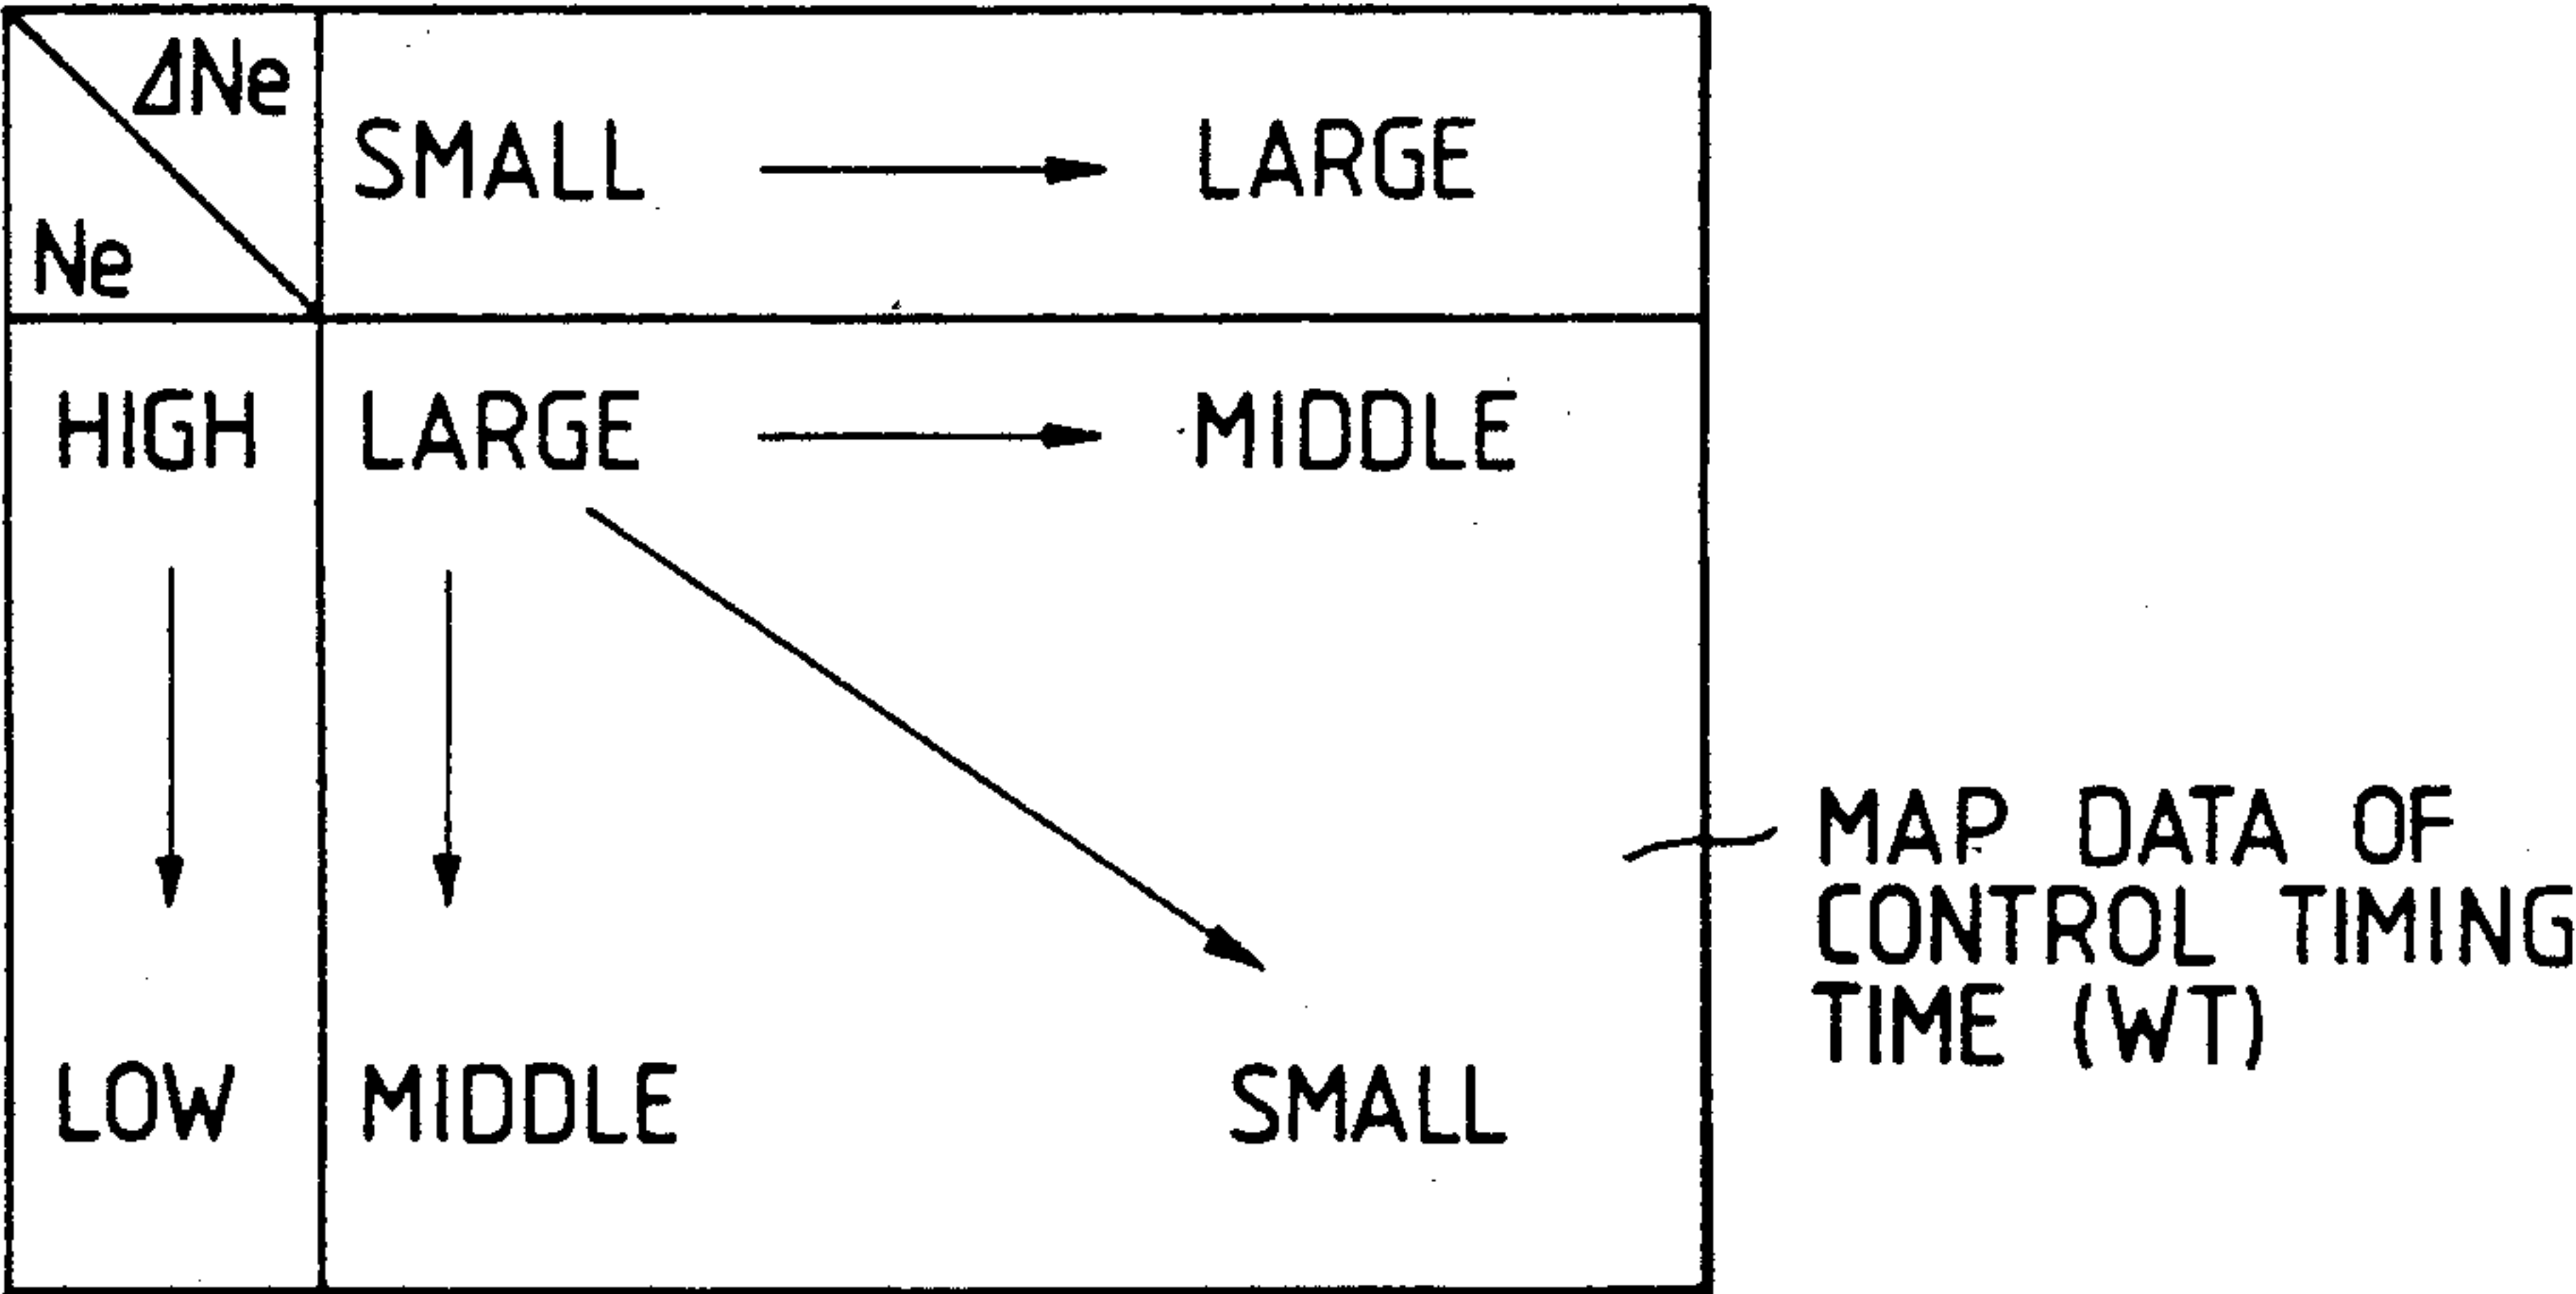 ΔNe
Ne
SMALL LARGE
HIGH LARGE MIDDLE
LOW MIDDLE SMALL
MAP DATA OF
CONTROL TIMING
TIME (WT)